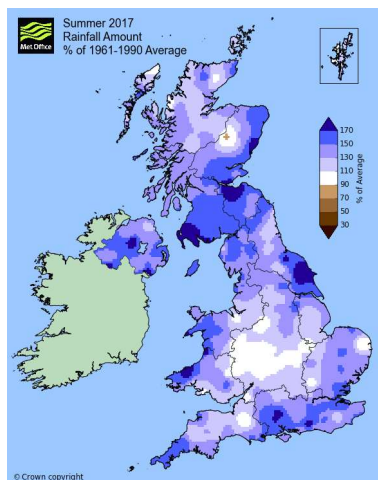 Met Office
Summer 2017
Rainfall Amount
% of 1961-1990 Average
170
150
130
110
90
70
50
30
% of Average
© Crown copyright